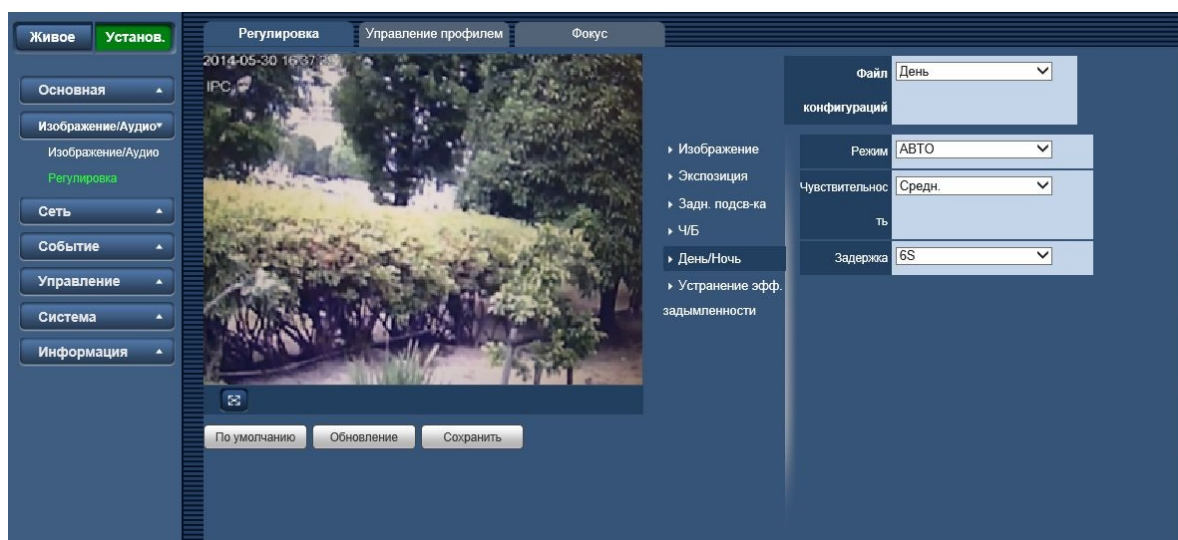 Живое
Установ.
Регулировка
Управление профилем
Фокус
Основная
Изображение/Аудио
Изображение/Аудио
Регулировка
Сеть
Событие
Управление
Система
Информация
2014-05-30 16:37:39
IPC
По умолчанию
Обновление
Сохранить
Изображение
Экспозиция
Задн. подсв-ка
Ч/Б
День/Ночь
Устранение эфф.
задымленности
Файл
конфигураций
День
Режим
АВТО
Чувствительнос
ть
Средн.
Задержка
6S